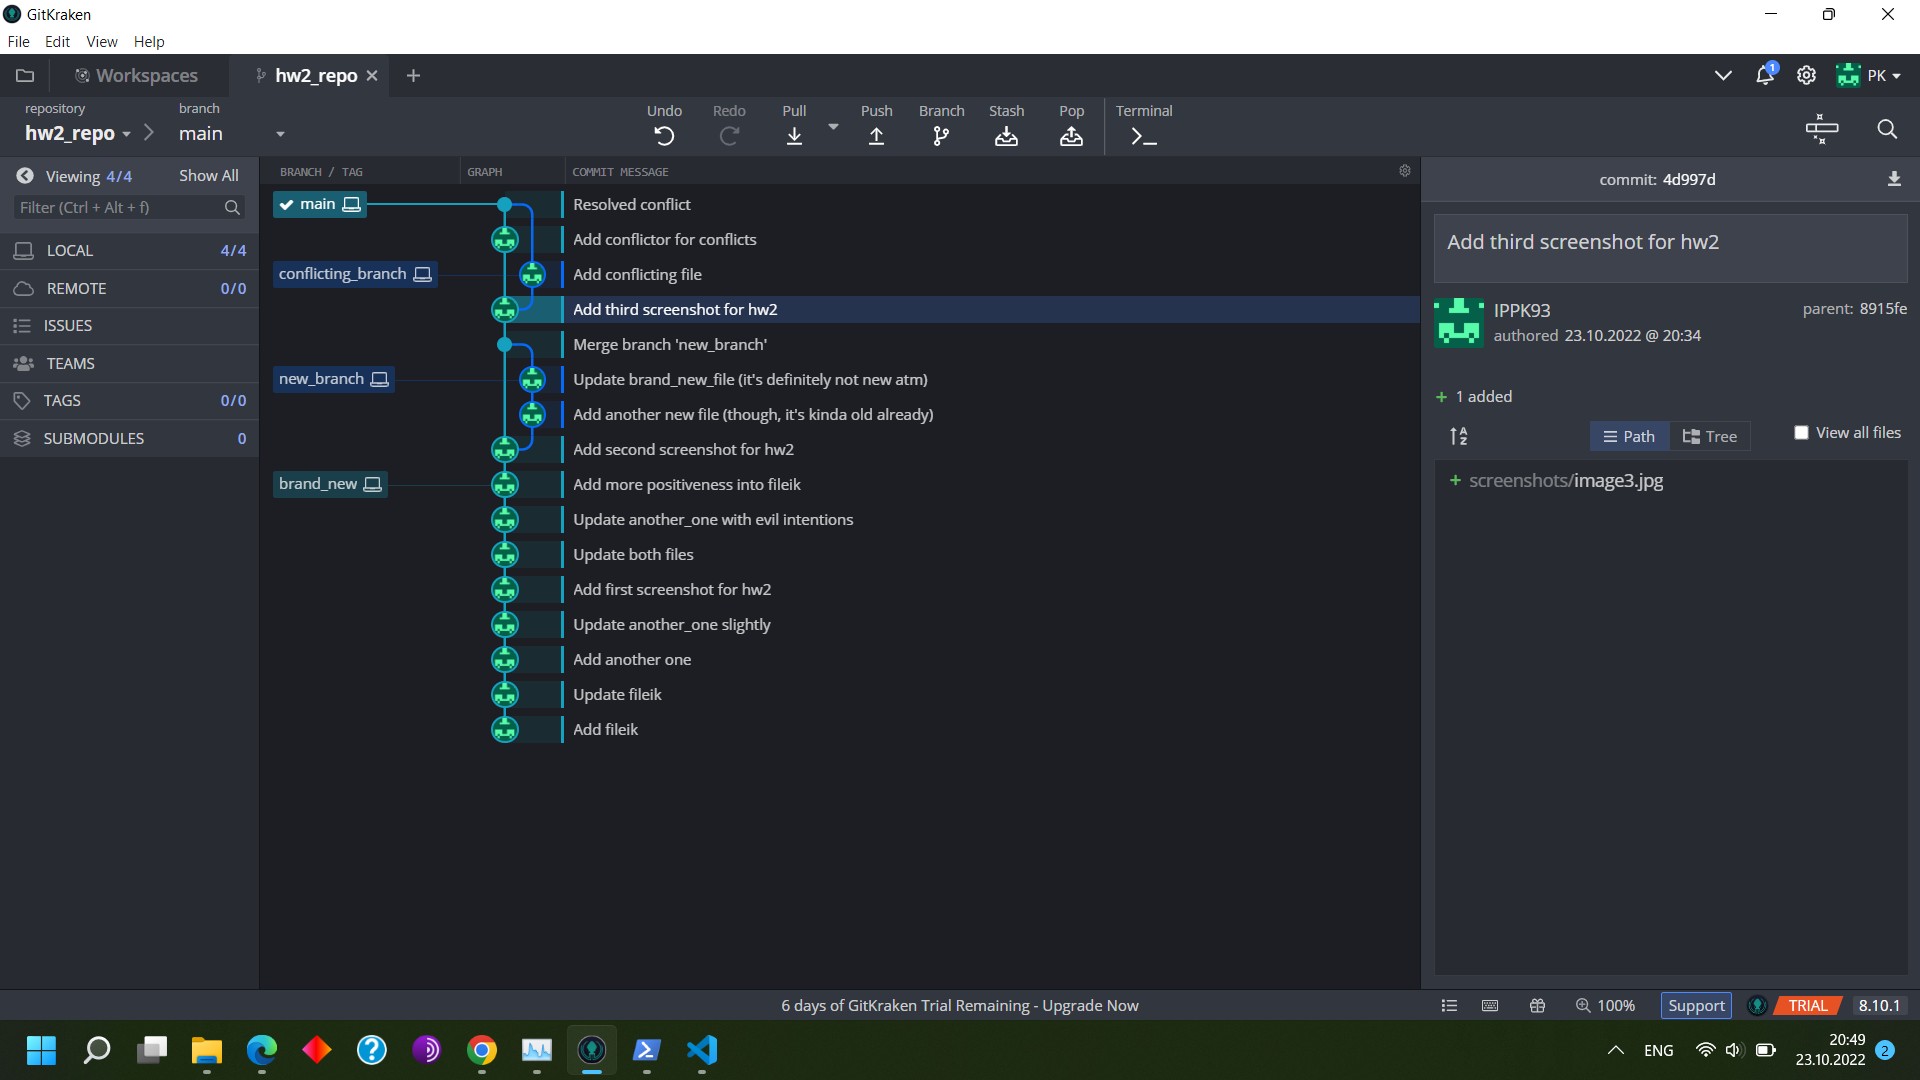 GitKraken
File Edit View Help
Workspaces hw2_repo PK
1
repository branch
hw2_repo main
Undo Redo Pull Push Branch Stash Pop Terminal
Viewing 4/4 Show All
Filter (Ctrl + Alt + f)
LOCAL 4/4
REMOTE 0/0
ISSUES
TEAMS
TAGS 0/0
SUBMODULES 0
BRANCH / TAG GRAPH COMMIT MESSAGE
main Resolved conflict
Add conflictor for conflicts
conflicting_branch Add conflicting file
Add third screenshot for hw2
Merge branch 'new_branch'
new_branch Update brand_new_file (it's definitely not new atm)
Add another new file (though, it's kinda old already)
Add second screenshot for hw2
brand_new Add more positiveness into fileik
Update another_one with evil intentions
Update both files
Add first screenshot for hw2
Update another_one slightly
Add another one
Update fileik
Add fileik
commit: 4d997d
Add third screenshot for hw2
IPPK93 parent: 8915fe
authored 23.10.2022 @ 20:34
+ 1 added
A Z Path Tree View all files
+ screenshots/image3.jpg
6 days of GitKraken Trial Remaining - Upgrade Now 100% Support TRIAL 8.10.1
ENG 20:49
23.10.2022 2